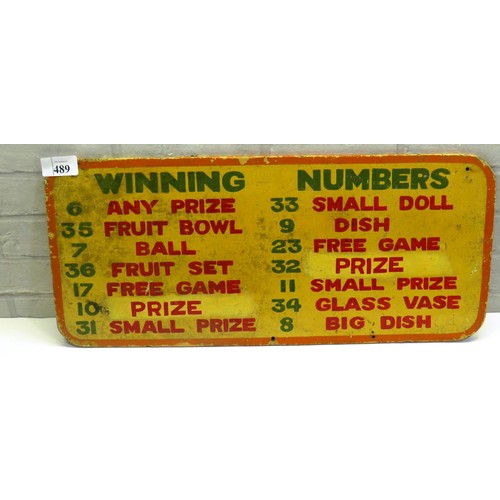 489
WINNING NUMBERS
6 ANY PRIZE 33 SMALL DOLL
35 FRUIT BOWL 9 DISH
7 BALL 23 FREE GAME
36 FRUIT SET 32 PRIZE
17 FREE GAME 11 SMALL PRIZE
10 PRIZE 34 GLASS VASE
31 SMALL PRIZE 8 BIG DISH